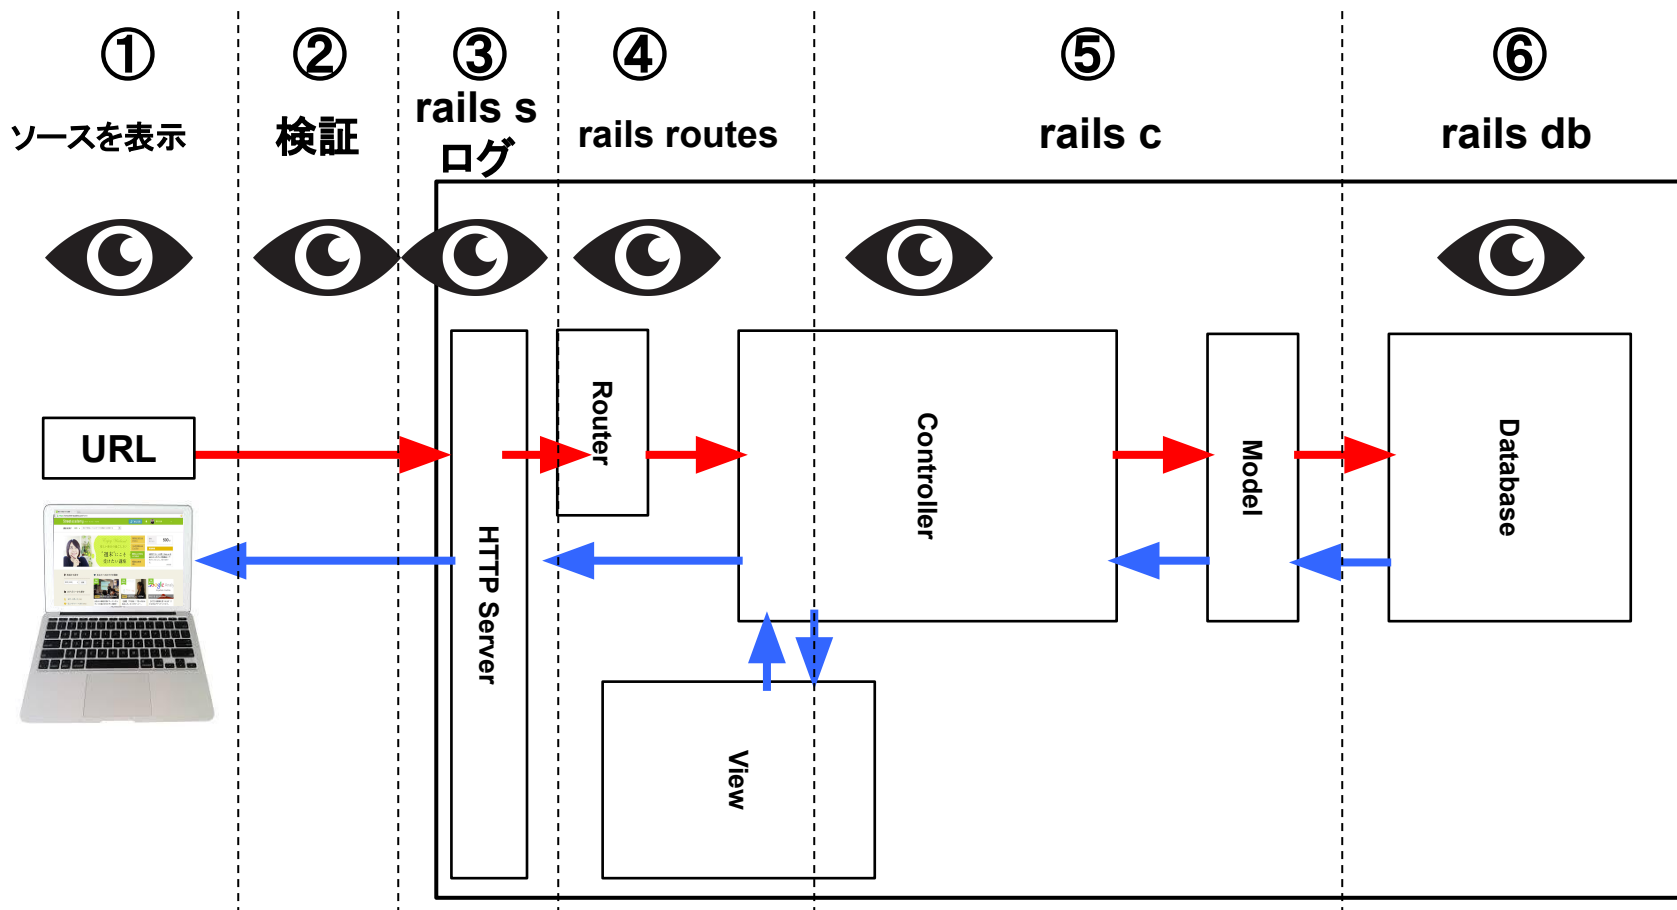 ①
②
③
④
⑤
⑥
ソースを表示
検証
rails s
ログ
rails routes
rails c
rails db
URL
HTTP Server
Router
Controller
Model
Database
View